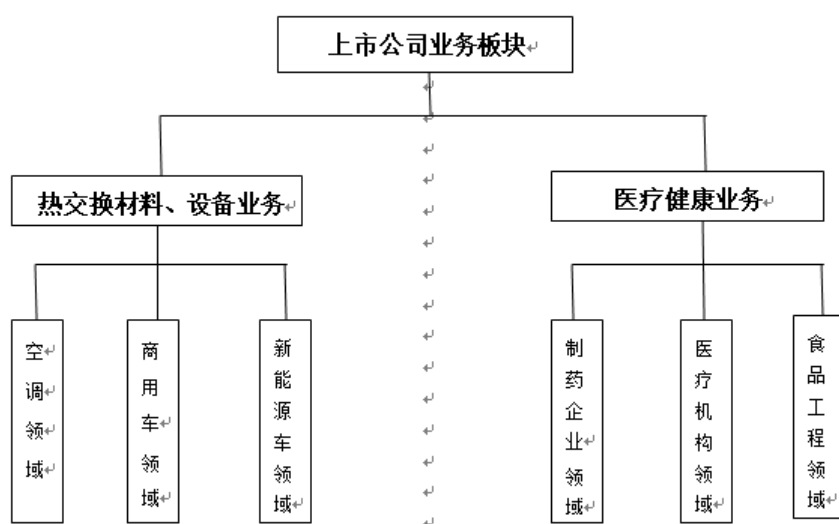 上市公司业务板块
热交换材料、设备业务
医疗健康业务
空调领域
商用车领域
新能源车领域
制药企业领域
医疗机构领域
食品工程领域